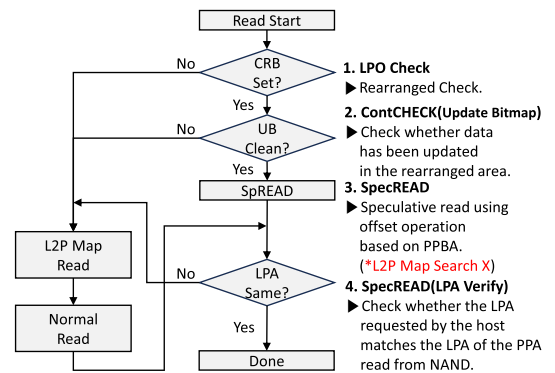 Read Start
No
CRB
Set?
Yes
No
UB
Clean?
Yes
SpREAD
L2P Map
Read
No
LPA
Same?
Normal
Read
Yes
Done
1. LPO Check
▶ Rearranged Check.
2. ContCHECK(Update Bitmap)
▶ Check whether data
has been updated
in the rearranged area.
3. SpecREAD
▶ Speculative read using
offset operation
based on PPBA.
(*L2P Map Search X)
4. SpecREAD(LPA Verify)
▶ Check whether the LPA
requested by the host
matches the LPA of the PPA
read from NAND.